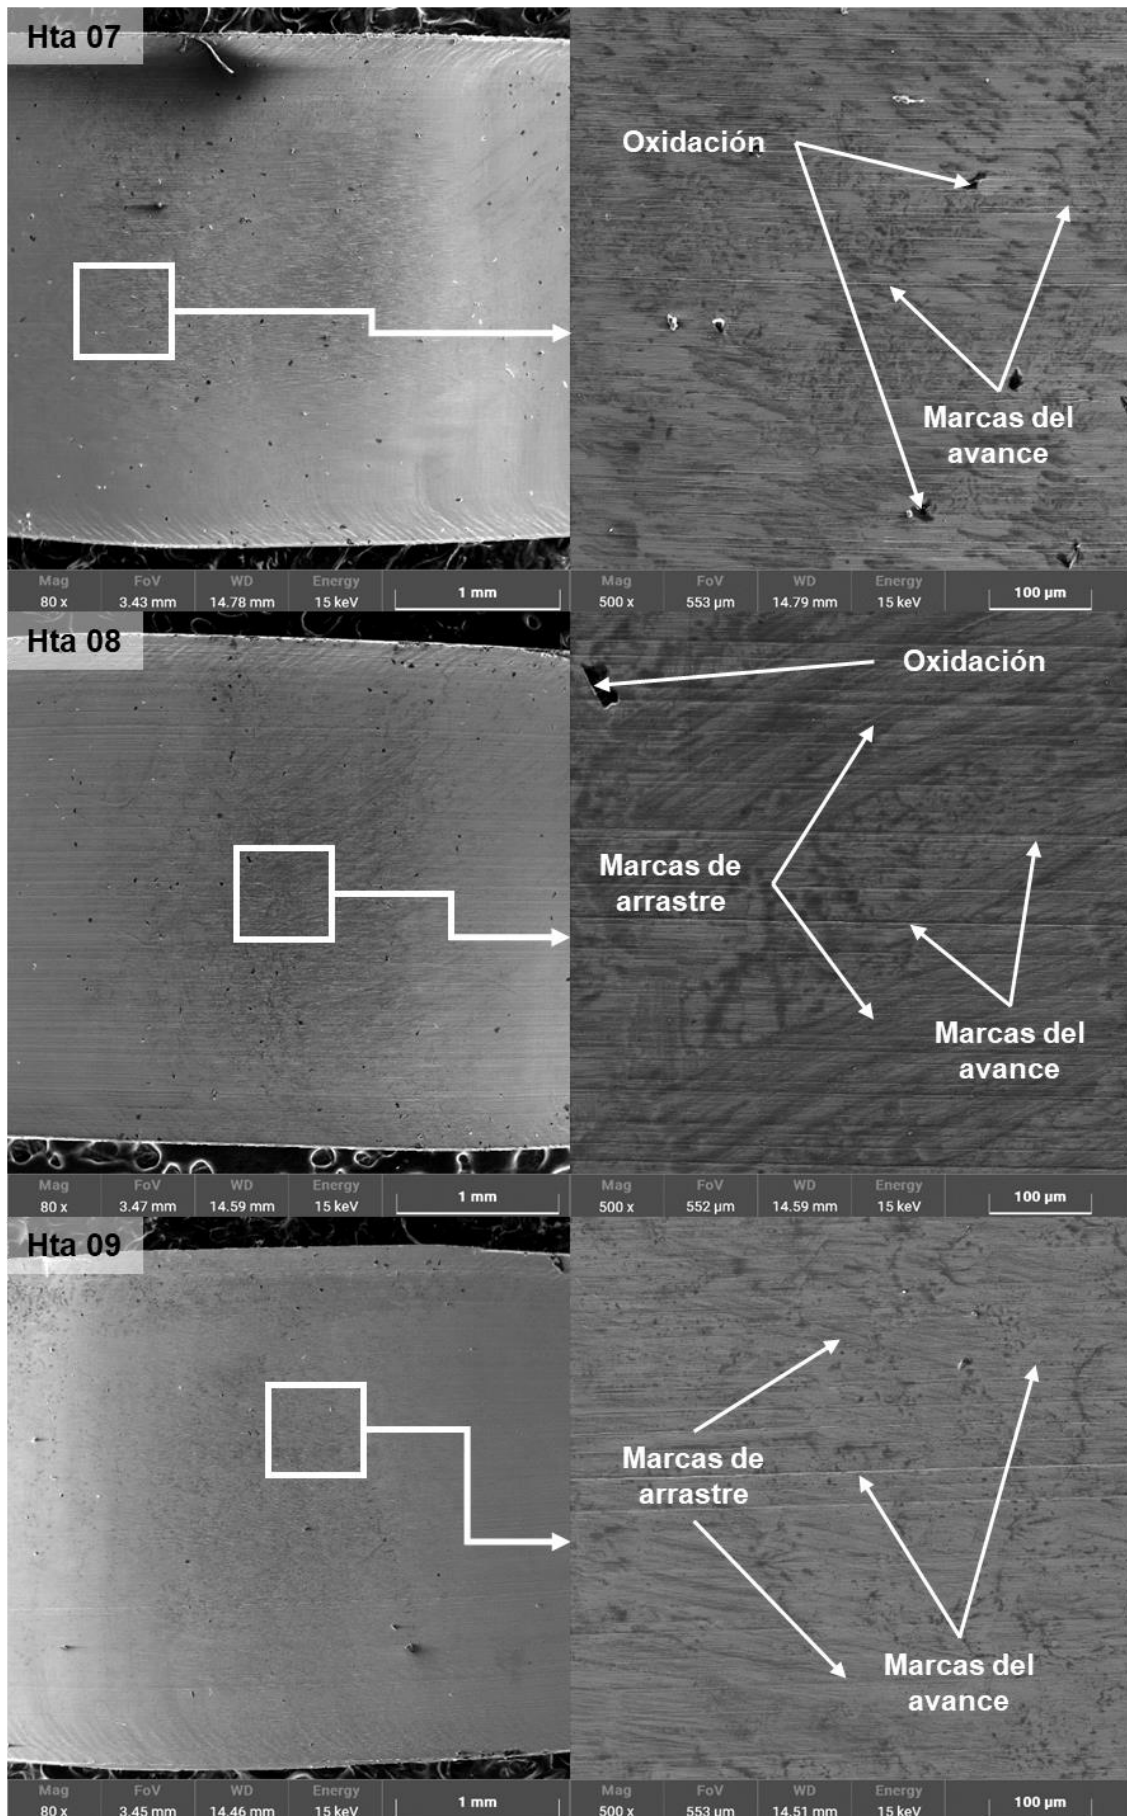 Hta 07
Oxidación
Marcas del
avance
Mag FoV WD Energy
80 x 3.43 mm 14.78 mm 15 keV 1 mm
Mag FoV WD Energy
500 x 553 µm 14.79 mm 15 keV 100 µm
Hta 08
Oxidación
Marcas de
arrastre
Marcas del
avance
Mag FoV WD Energy
80 x 3.47 mm 14.59 mm 15 keV 1 mm
Mag FoV WD Energy
500 x 552 µm 14.59 mm 15 keV 100 µm
Hta 09
Marcas de
arrastre
Marcas del
avance
Mag FoV WD Energy
80 x 3.45 mm 14.46 mm 15 keV 1 mm
Mag FoV WD Energy
500 x 553 µm 14.51 mm 15 keV 100 µm